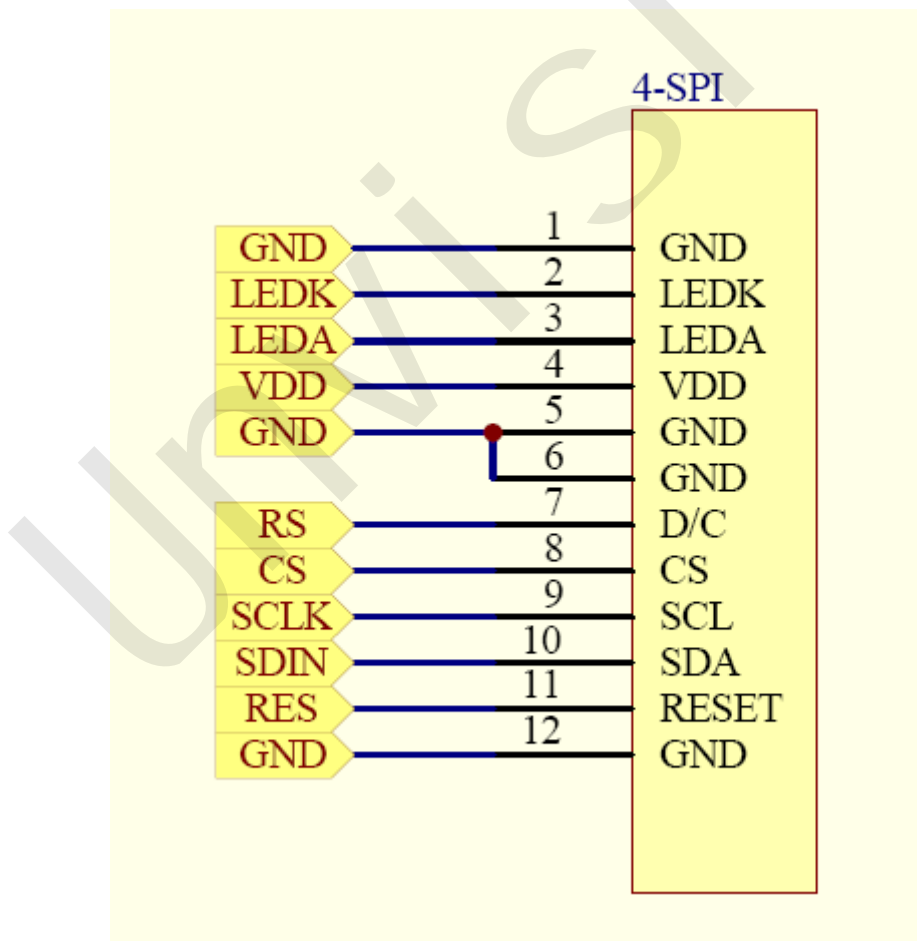 4-SPI
GND 1 GND
LEDK 2 LEDK
LEDA 3 LEDA
VDD 4 VDD
GND 5 GND
6 GND
RS 7 D/C
CS 8 CS
SCLK 9 SCL
SDIN 10 SDA
RES 11 RESET
GND 12 GND